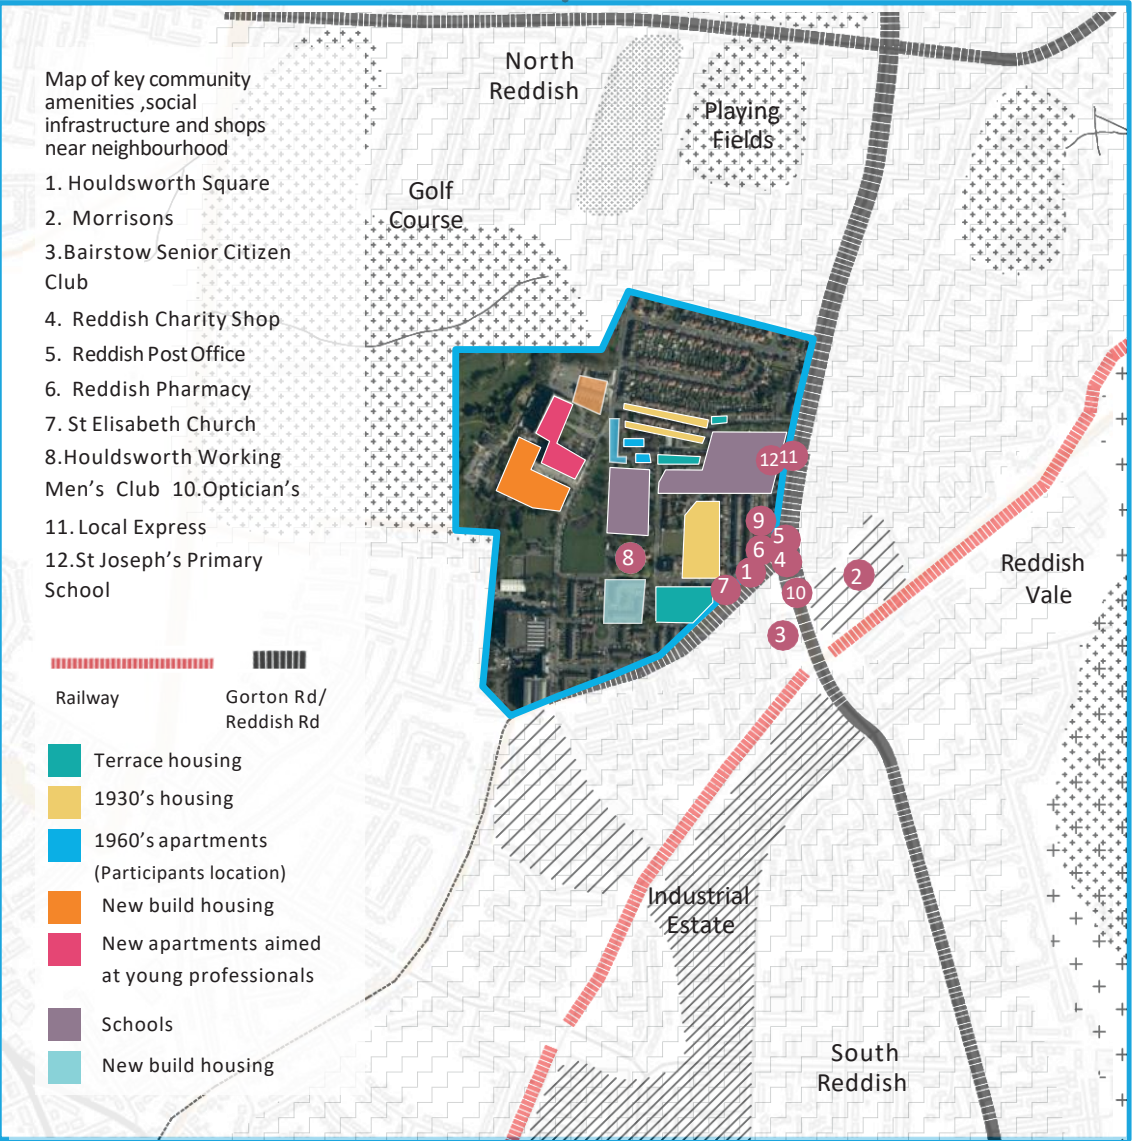 Map of key community
amenities ,social
infrastructure and shops
near neighbourhood
1. Houldsworth Square
2. Morrisons
3.Bairstow Senior Citizen
Club
4. Reddish Charity Shop
5. Reddish Post Office
6. Reddish Pharmacy
7. St Elisabeth Church
8.Houldsworth Working
Men’s Club 10.Optician’s
11. Local Express
12.St Joseph’s Primary
School
Railway
Gorton Rd/
Reddish Rd
Terrace housing
1930’s housing
1960’s apartments
(Participants location)
New build housing
New apartments aimed
at young professionals
Schools
New build housing
North
Reddish
Playing
Fields
Golf
Course
12
11
9
5
6
4
8
1
2
7
10
3
Reddish
Vale
Industrial
Estate
South
Reddish